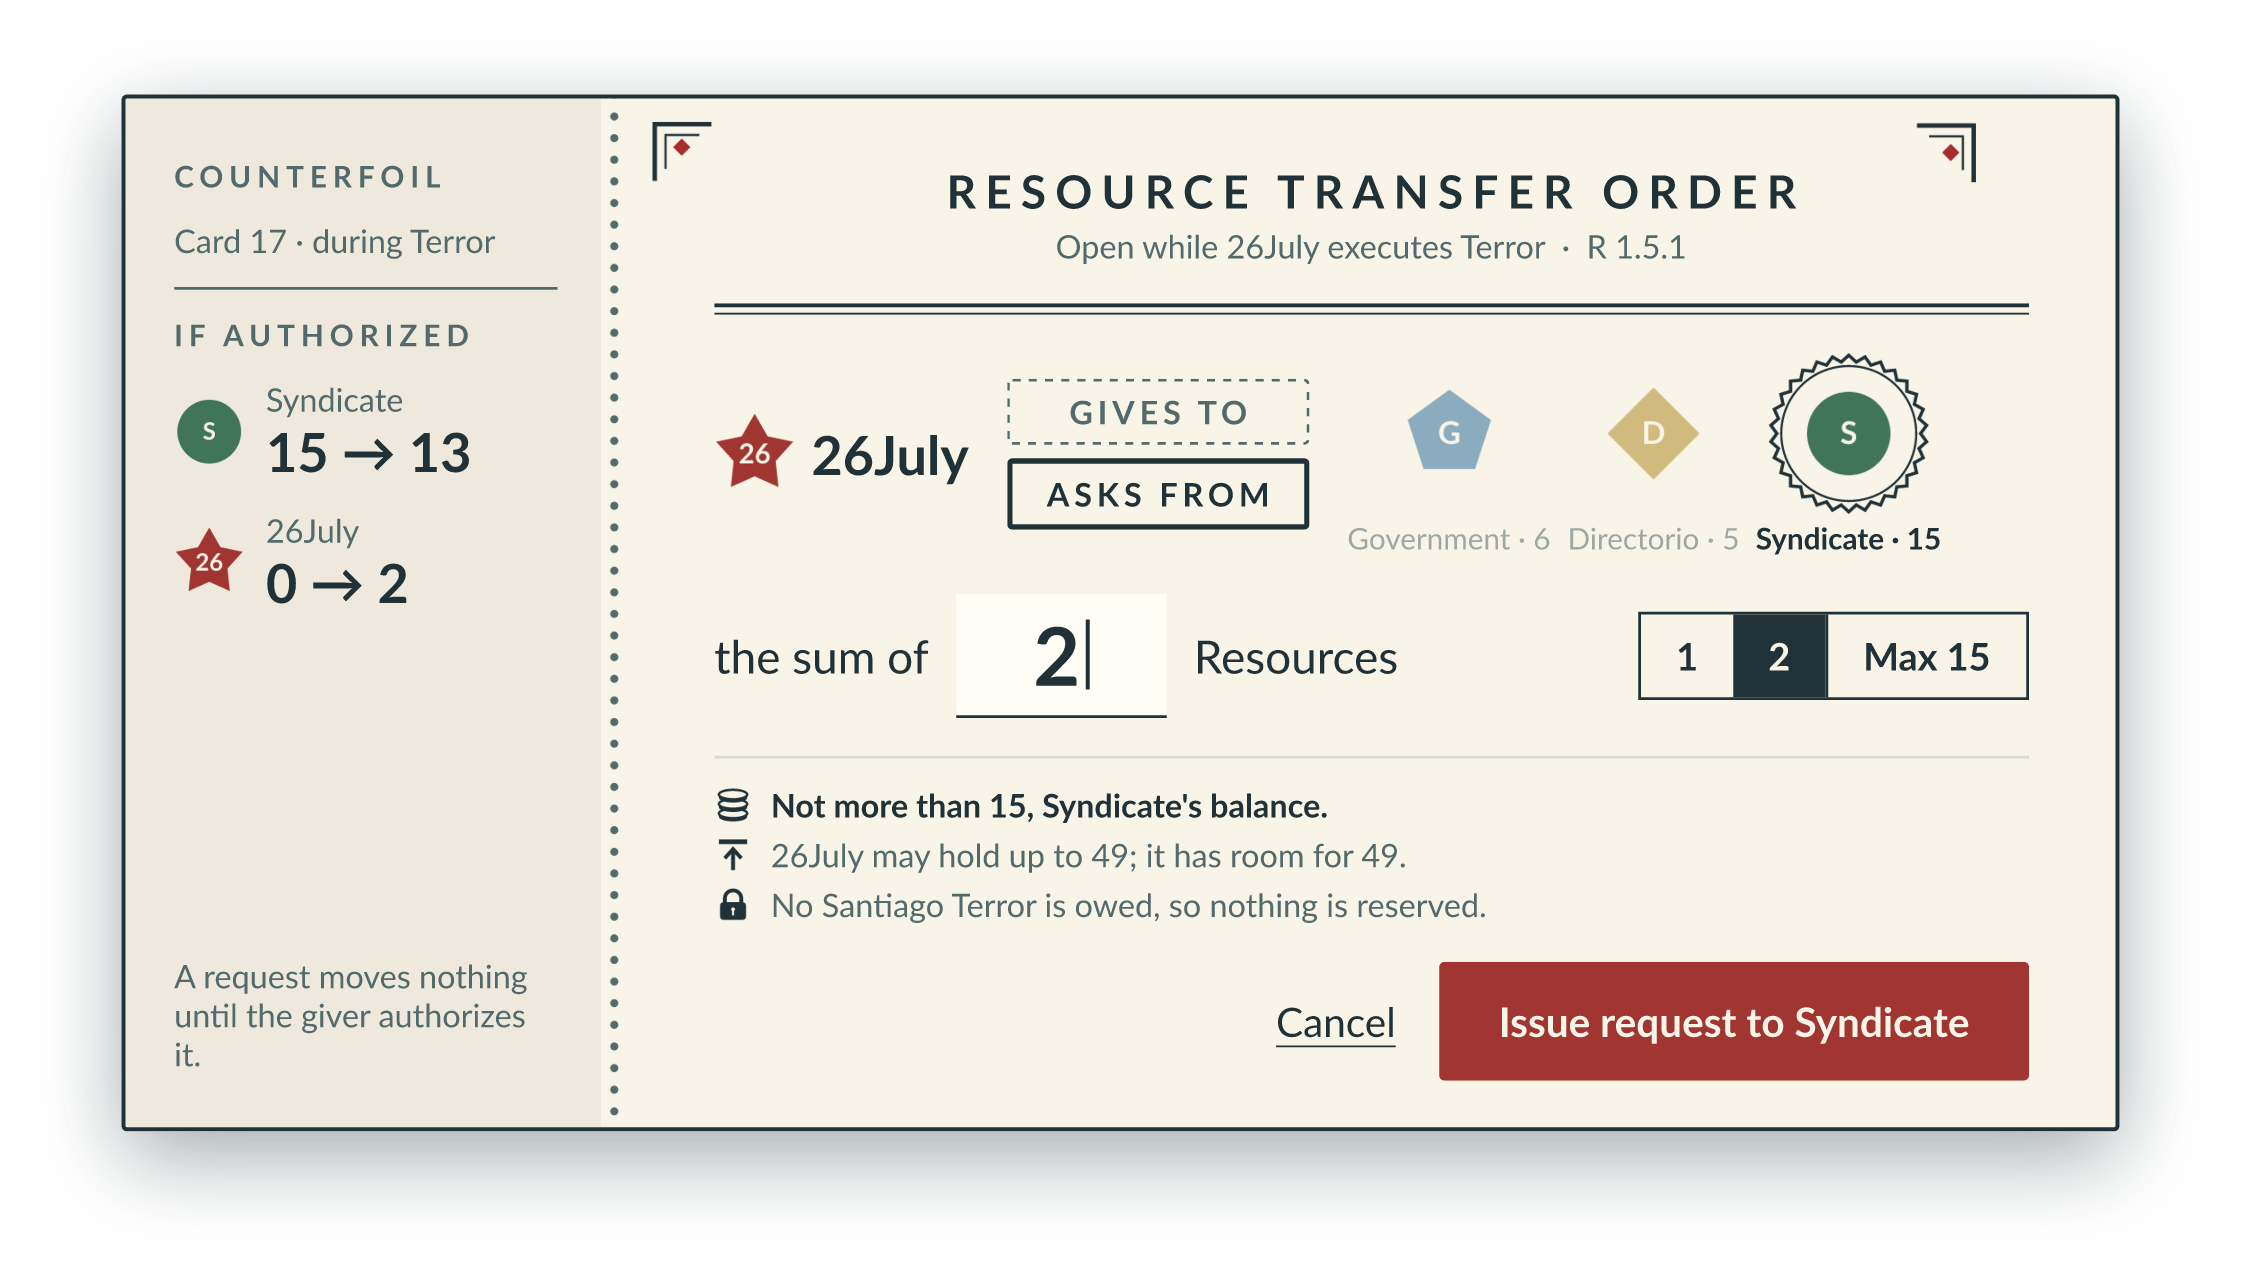 COUNTERFOIL
Card 17 · during Terror
IF AUTHORIZED
S
Syndicate
15 → 13
26
26July
0 → 2
A request moves nothing
until the giver authorizes
it.
RESOURCE TRANSFER ORDER
Open while 26July executes Terror · R 1.5.1
26
26July
GIVES TO
ASKS FROM
G
D
S
Government · 6
Directorio · 5
Syndicate · 15
the sum of 2 Resources
1 2 Max 15
Not more than 15, Syndicate's balance.
26July may hold up to 49; it has room for 49.
No Santiago Terror is owed, so nothing is reserved.
Cancel
Issue request to Syndicate